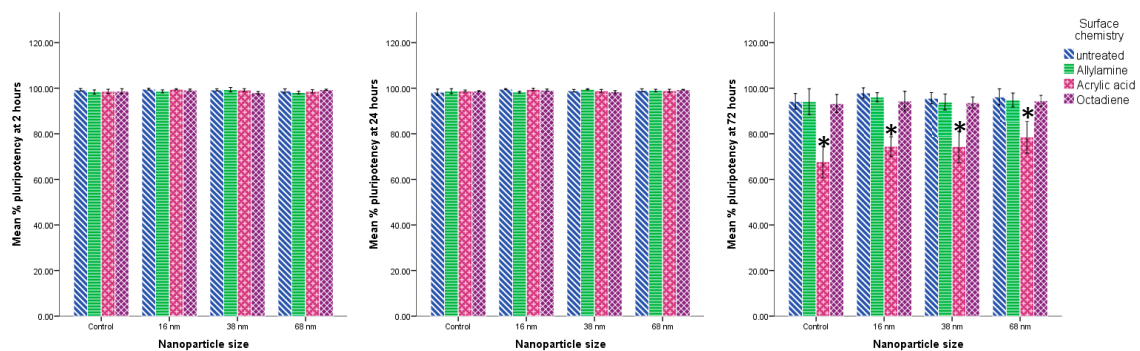 Mean % pluripotency at 2 hours
120.00
100.00
80.00
60.00
40.00
20.00
0.00
Control 16 nm 38 nm 68 nm
Nanoparticle size
Mean % pluripotency at 24 hours
120.00
100.00
80.00
60.00
40.00
20.00
0.00
Control 16 nm 38 nm 68 nm
Nanoparticle size
Mean % pluripotency at 72 hours
120.00
100.00
80.00
60.00
40.00
20.00
0.00
* * * *
Control 16 nm 38 nm 68 nm
Nanoparticle size
Surface
chemistry
untreated
Allylamine
Acrylic acid
Octadiene